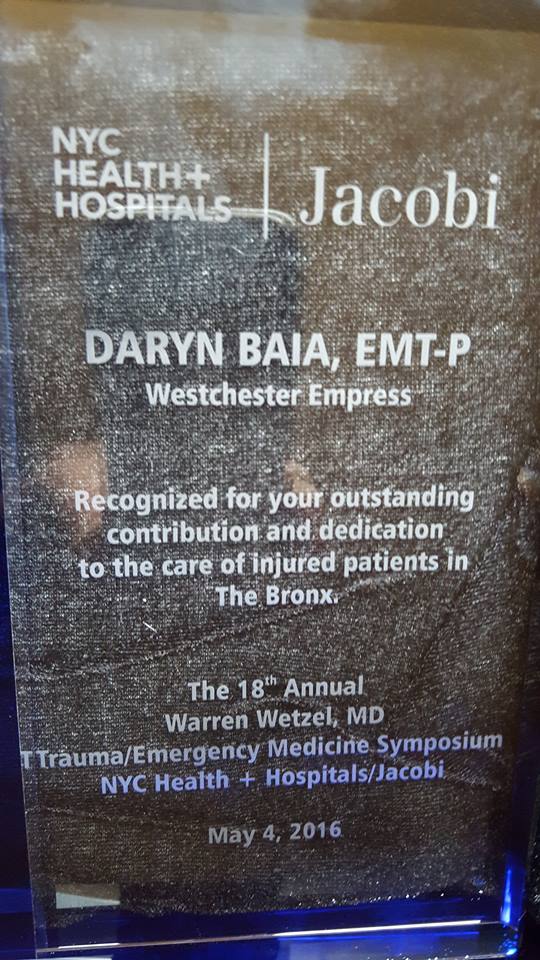 NYC
HEALTH+
HOSPITALS
Jacobi
DARYN BAIA, EMT-P
Westchester Empress
Recognized for your outstanding
contribution and dedication
to the care of injured patients in
The Bronx.
The 18th Annual
Warren Wetzel, MD
TTrauma/Emergency Medicine Symposium
NYC Health + Hospitals/Jacobi
May 4, 2016